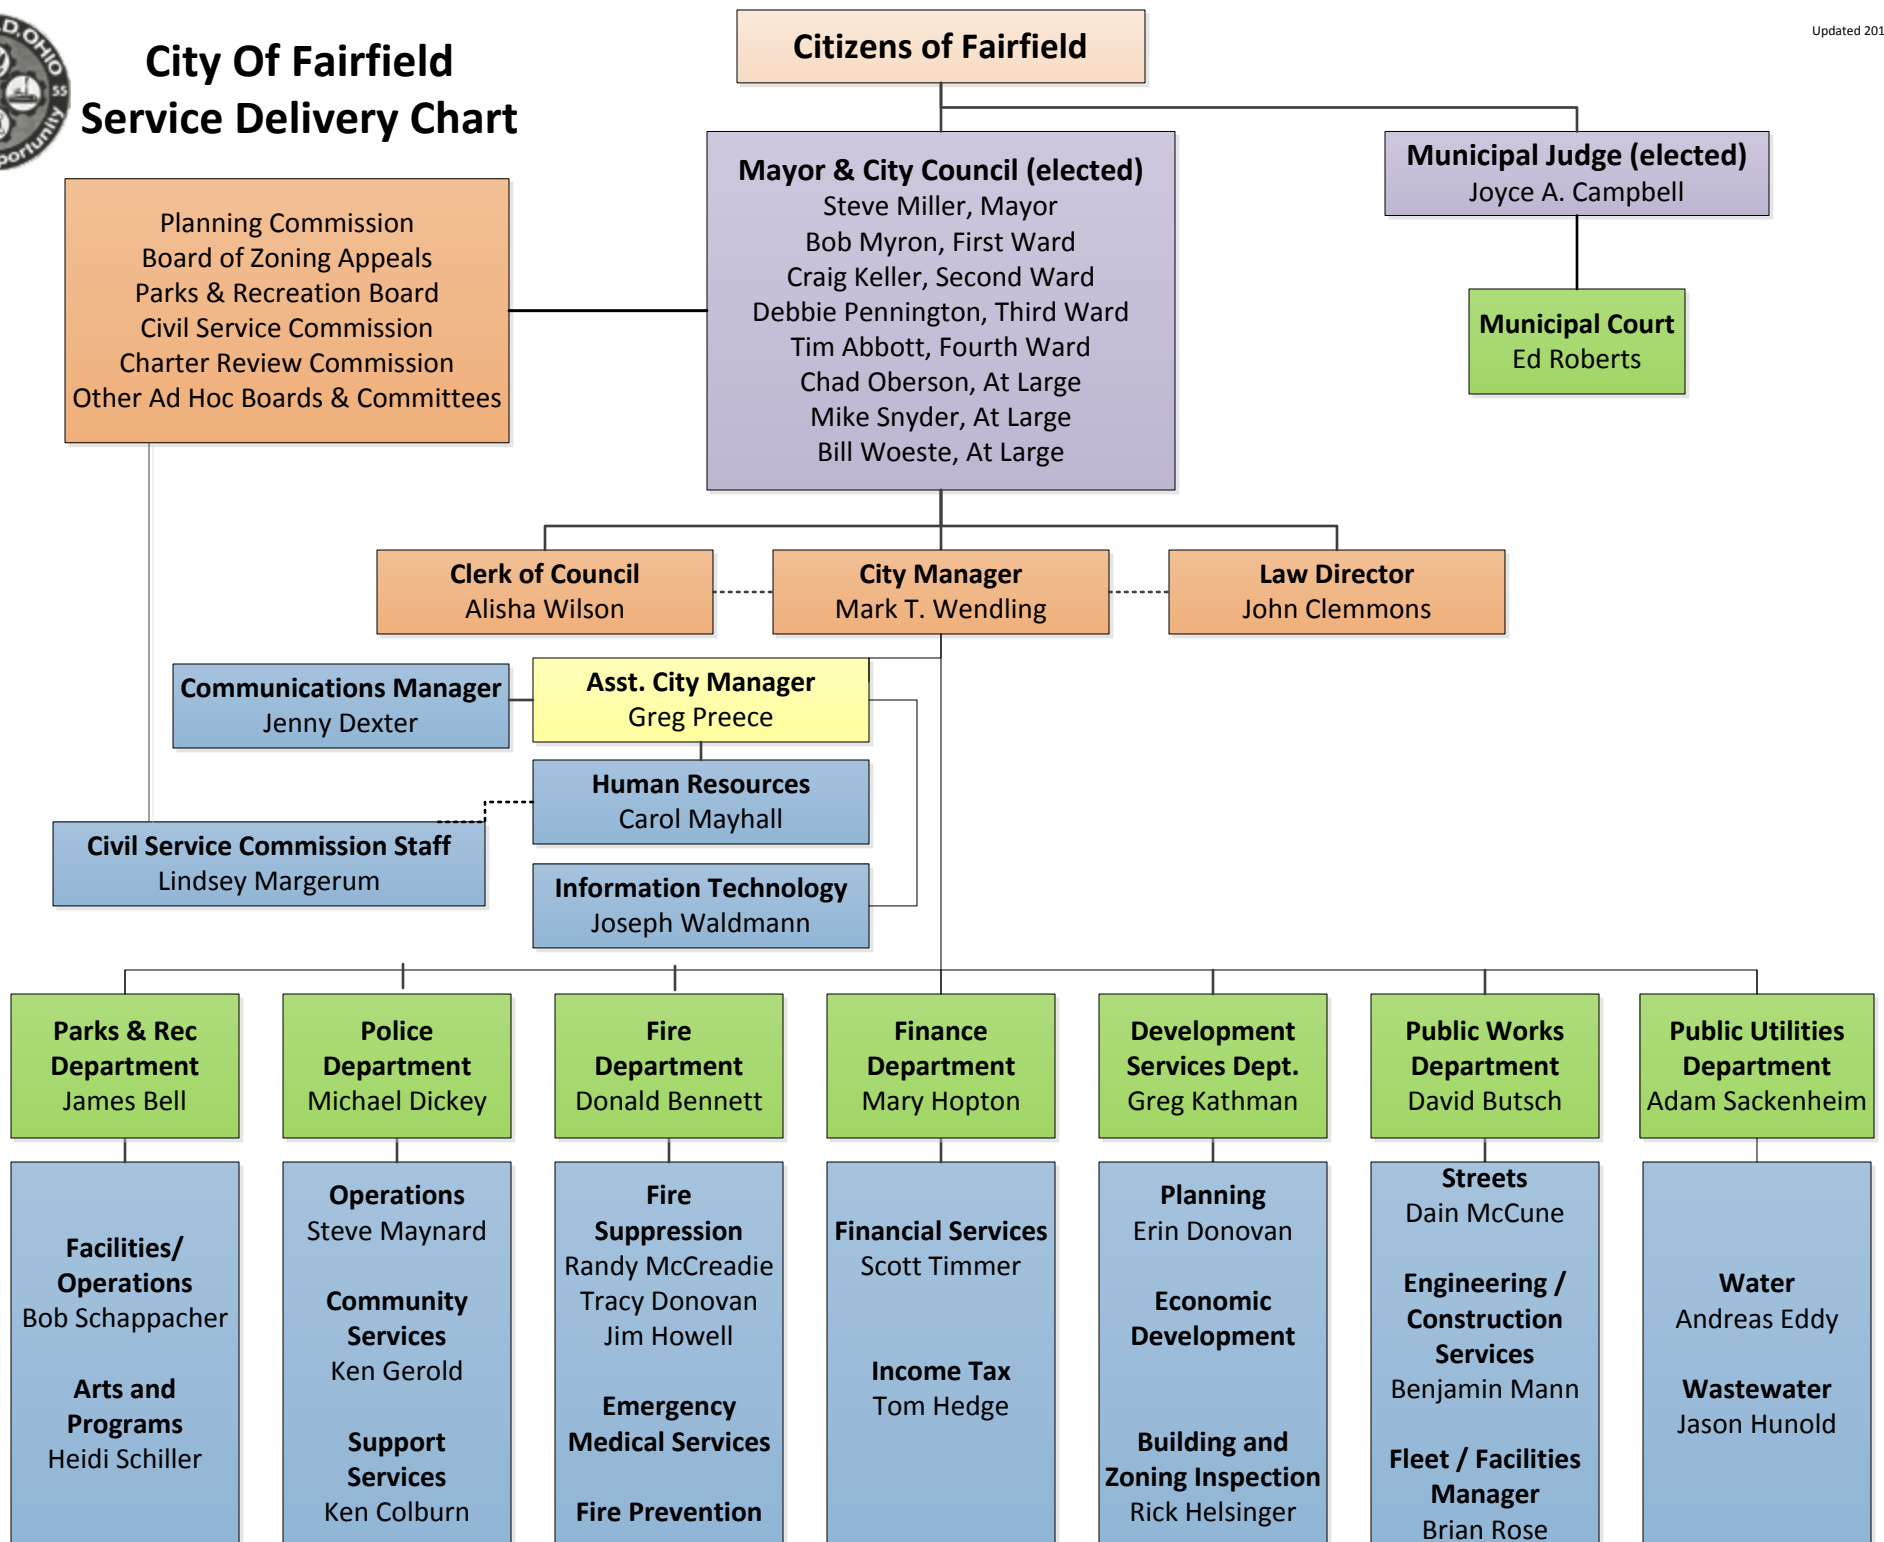 City Of Fairfield
Service Delivery Chart
Citizens of Fairfield
Updated 201
Mayor & City Council (elected)
Steve Miller, Mayor
Bob Myron, First Ward
Craig Keller, Second Ward
Debbie Pennington, Third Ward
Tim Abbott, Fourth Ward
Chad Oberson, At Large
Mike Snyder, At Large
Bill Woeste, At Large
Municipal Judge (elected)
Joyce A. Campbell
Municipal Court
Ed Roberts
Planning Commission
Board of Zoning Appeals
Parks & Recreation Board
Civil Service Commission
Charter Review Commission
Other Ad Hoc Boards & Committees
Clerk of Council
Alisha Wilson
City Manager
Mark T. Wendling
Law Director
John Clemmons
Communications Manager
Jenny Dexter
Asst. City Manager
Greg Preece
Human Resources
Carol Mayhall
Civil Service Commission Staff
Lindsey Margerum
Information Technology
Joseph Waldmann
Parks & Rec
Department
James Bell
Police
Department
Michael Dickey
Fire
Department
Donald Bennett
Finance
Department
Mary Hopton
Development
Services Dept.
Greg Kathman
Public Works
Department
David Butsch
Public Utilities
Department
Adam Sackenheim
Facilities/
Operations
Bob Schappacher
Arts and
Programs
Heidi Schiller
Operations
Steve Maynard
Community
Services
Ken Gerold
Support
Services
Ken Colburn
Fire
Suppression
Randy McCreadie
Tracy Donovan
Jim Howell
Emergency
Medical Services
Fire Prevention
Financial Services
Scott Timmer
Income Tax
Tom Hedge
Planning
Erin Donovan
Economic
Development
Building and
Zoning Inspection
Rick Helsinger
Streets
Dain McCune
Engineering /
Construction
Services
Benjamin Mann
Fleet / Facilities
Manager
Brian Rose
Water
Andreas Eddy
Wastewater
Jason Hunold